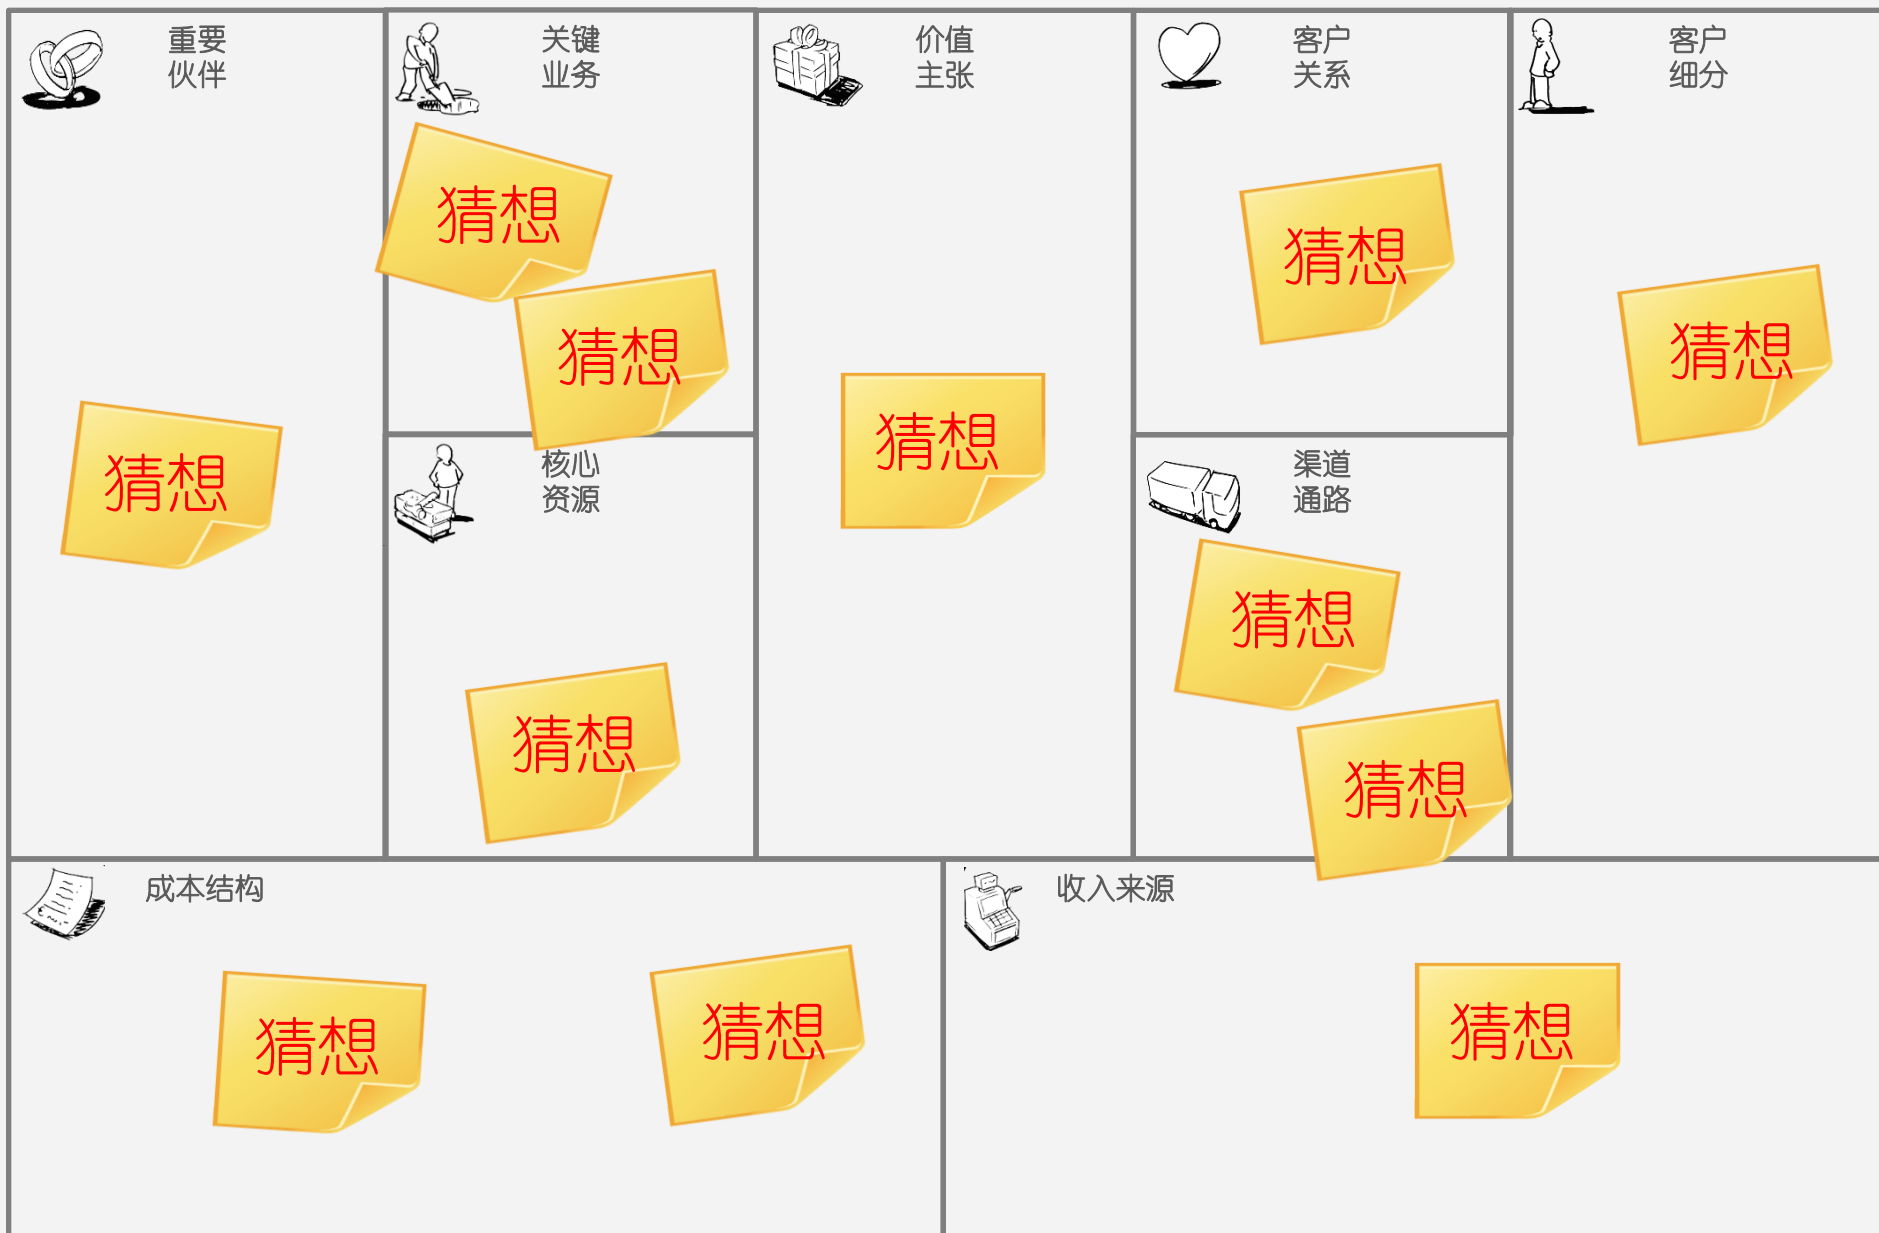 重要
伙伴
猜想
关键
业务
猜想
猜想
核心
资源
猜想
价值
主张
猜想
客户
关系
猜想
渠道
通路
猜想
猜想
客户
细分
猜想
成本结构
猜想
猜想
收入来源
猜想